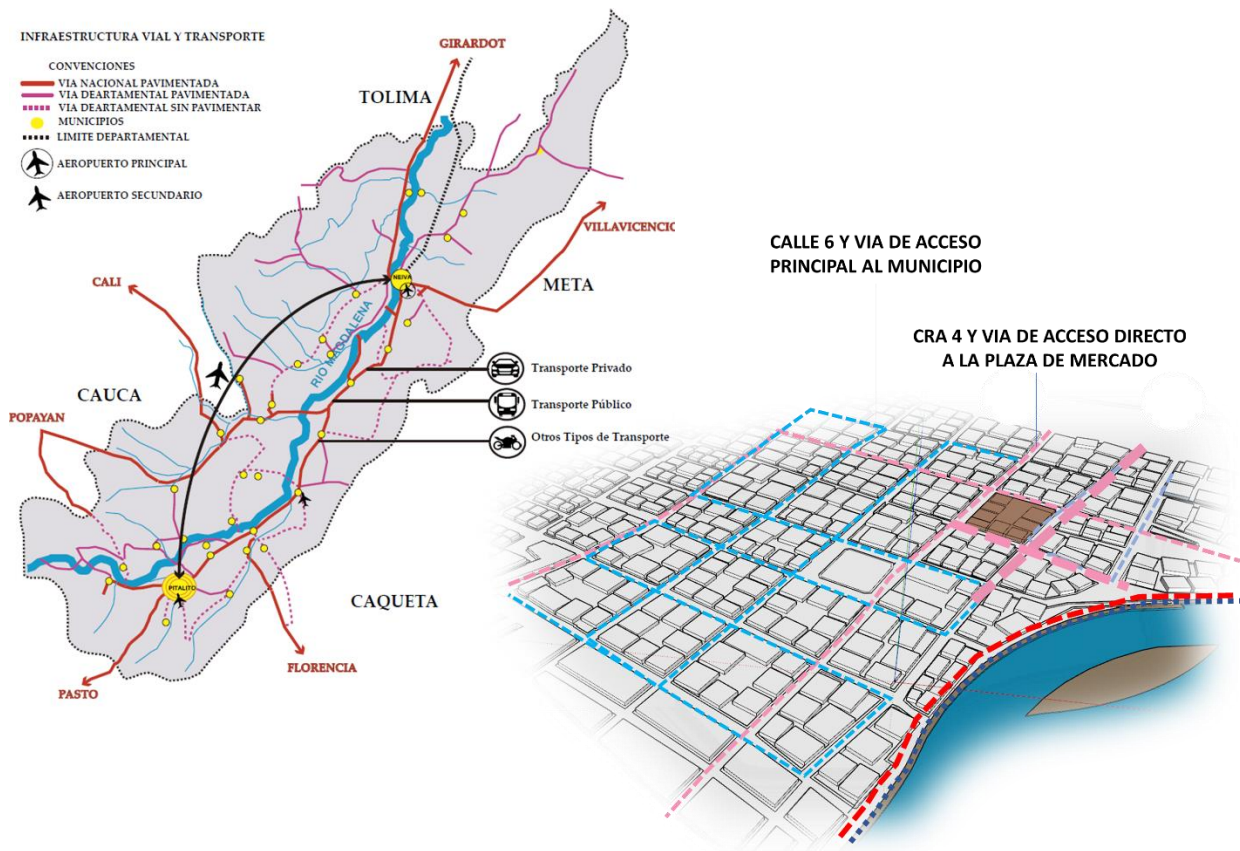 INFRAESTRUCTURA VIAL Y TRANSPORTE
CONVENCIONES
VIA NACIONAL PAVIMENTADA
VIA DEARTAMENTAL PAVIMENTADA
VIA DEARTAMENTAL SIN PAVIMENTAR
MUNICIPIOS
LIMITE DEPARTAMENTAL
AEROPUERTO PRINCIPAL
AEROPUERTO SECUNDARIO
GIRARDOT
TOLIMA
VILLAVICENCIO
CALI
NEIVA
META
RIO MAGDALENA
Transporte Privado
CAUCA
Transporte Público
POPAYAN
Otros Tipos de Transporte
PITALITO
CAQUETA
FLORENCIA
PASTO
CALLE 6 Y VIA DE ACCESO
PRINCIPAL AL MUNICIPIO
CRA 4 Y VIA DE ACCESO DIRECTO
A LA PLAZA DE MERCADO